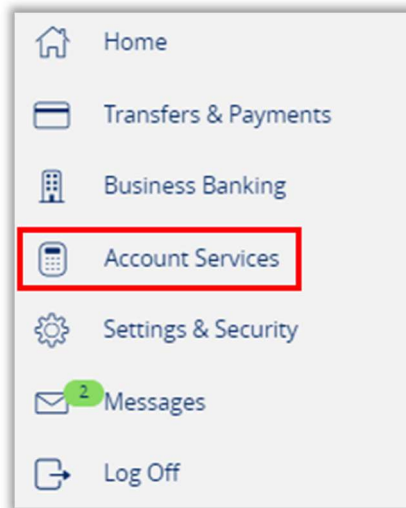 Home
Transfers & Payments
Business Banking
Account Services
Settings & Security
2
Messages
Log Off